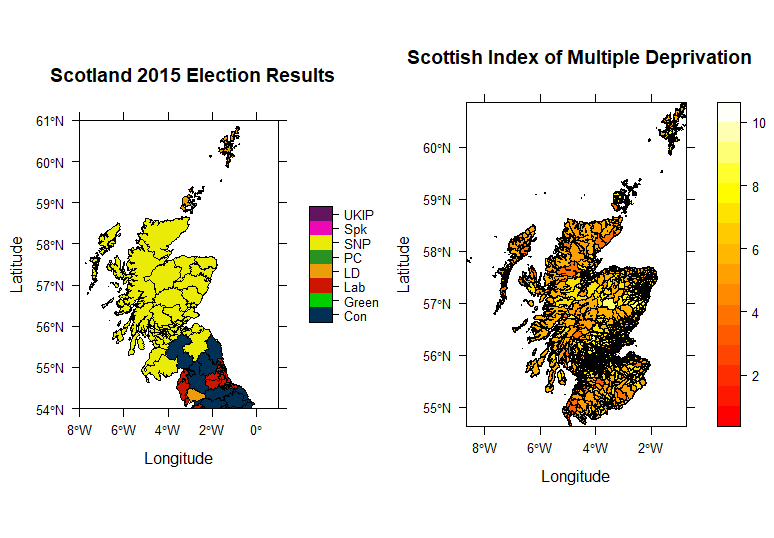 Scotland 2015 Election Results
61°N
60°N
59°N
58°N
57°N
56°N
55°N
54°N
Latitude
8°W 6°W 4°W 2°W 0°
Longitude
UKIP
Spk
SNP
PC
LD
Lab
Green
Con
Scottish Index of Multiple Deprivation
60°N
59°N
58°N
57°N
56°N
55°N
Latitude
8°W 6°W 4°W 2°W
Longitude
10
8
6
4
2